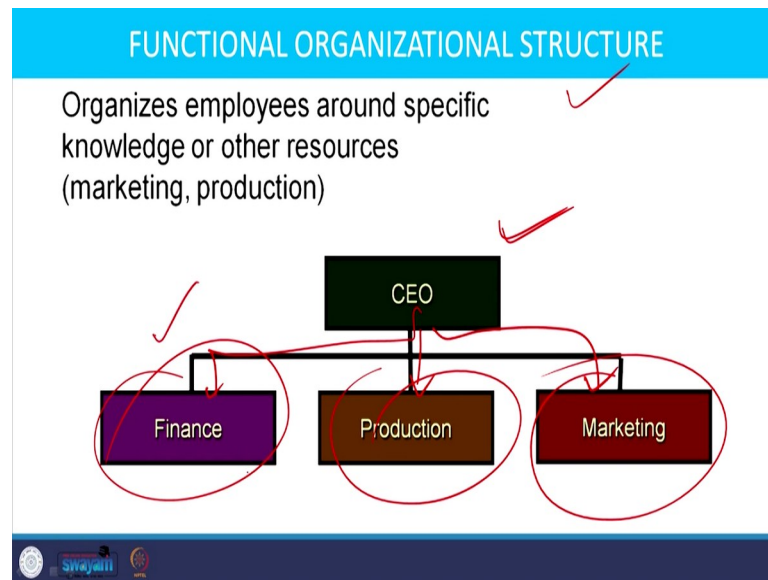 FUNCTIONAL ORGANIZATIONAL STRUCTURE
Organizes employees around specific
knowledge or other resources
(marketing, production)
CEO
Finance
Production
Marketing
swayam